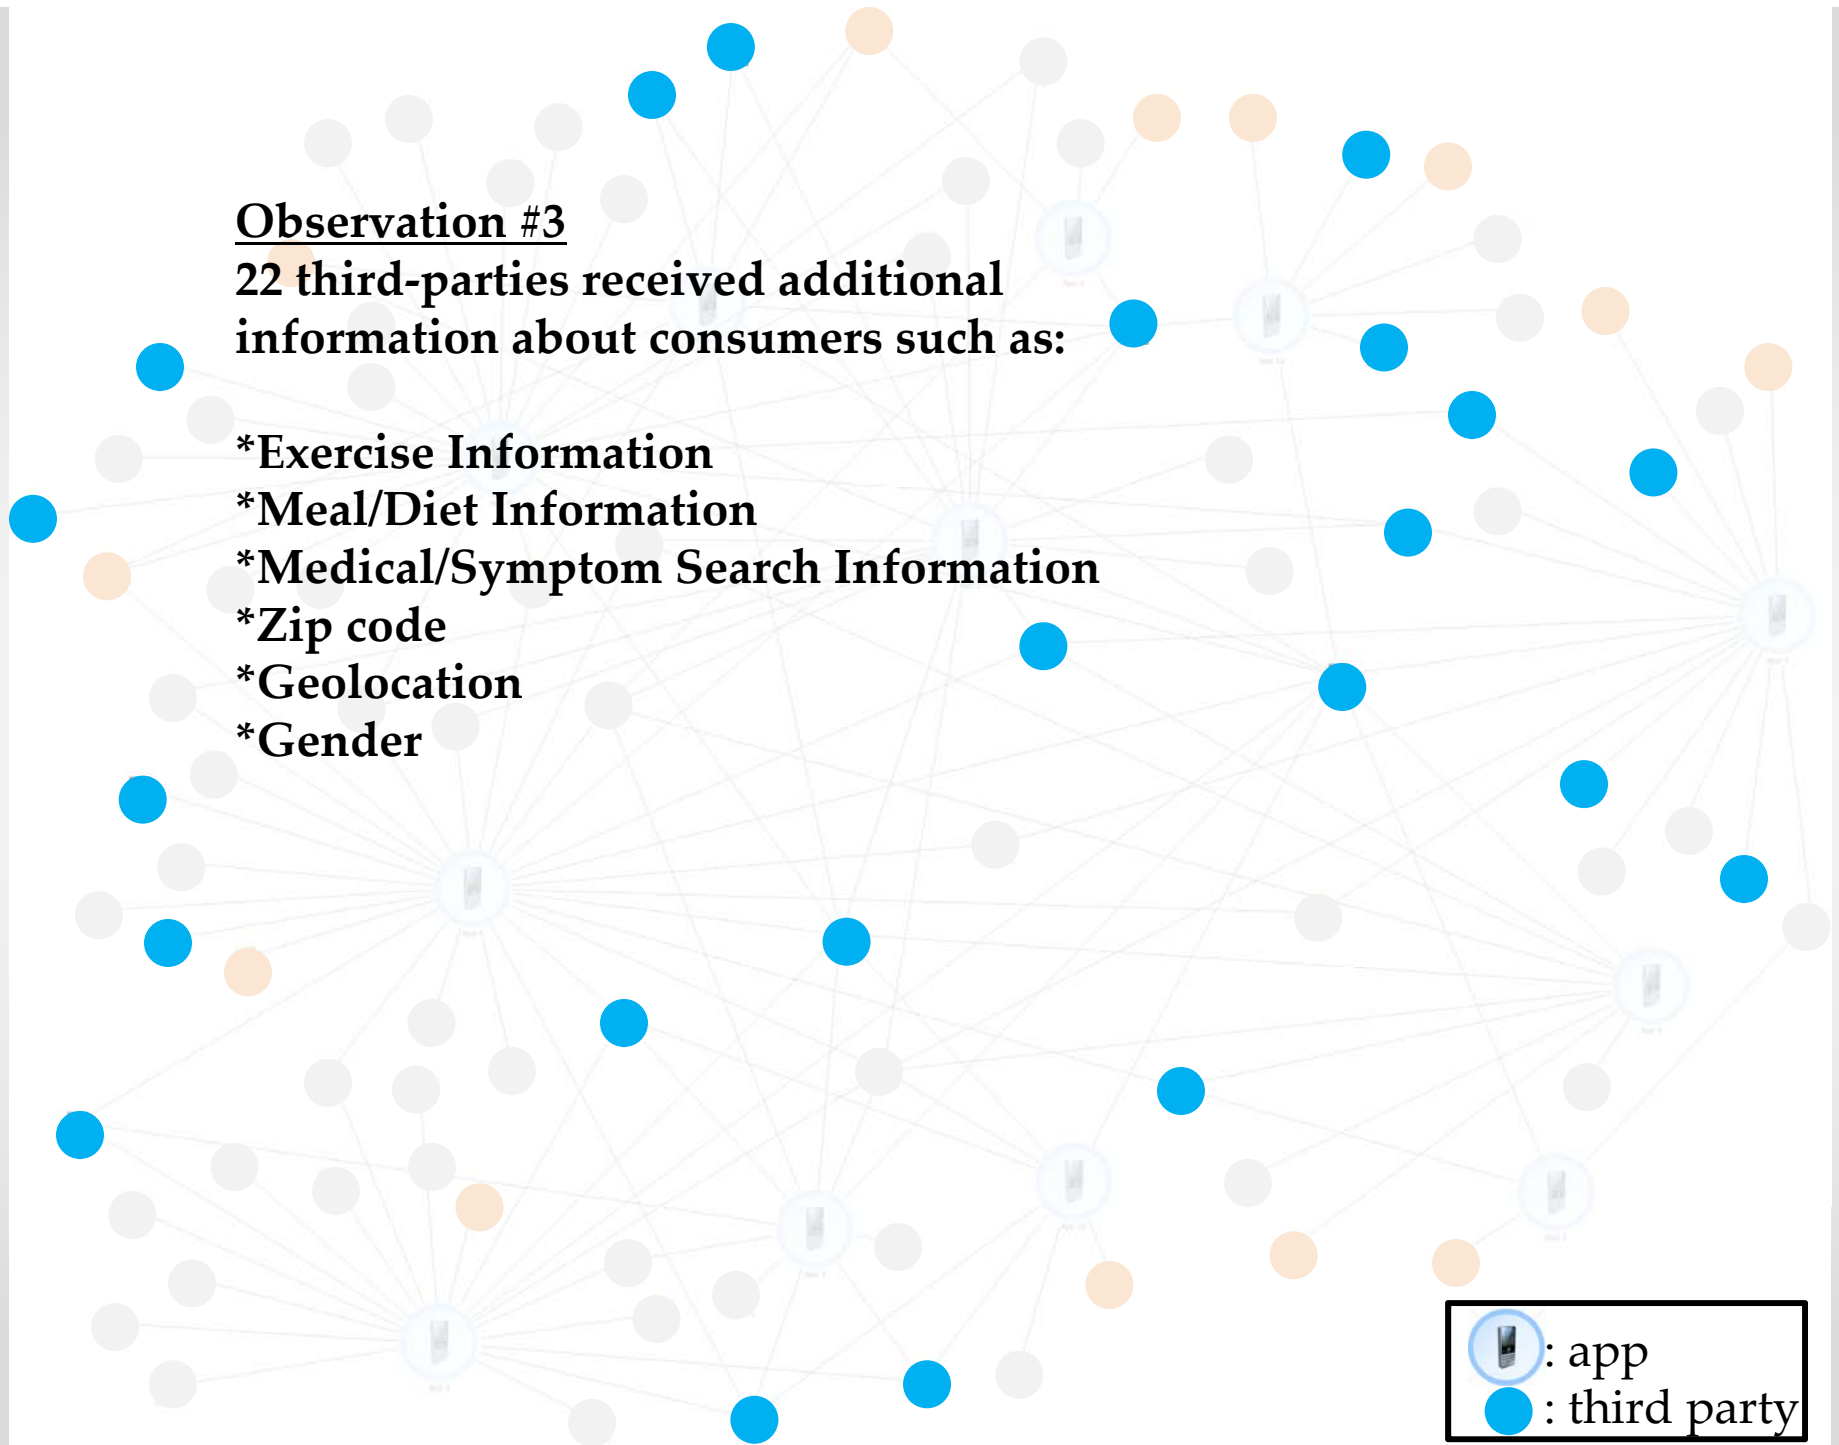 Observation #3
22 third-parties received additional
information about consumers such as:
*Exercise Information
*Meal/Diet Information
*Medical/Symptom Search Information
*Zip code
*Geolocation
*Gender
: app
: third party